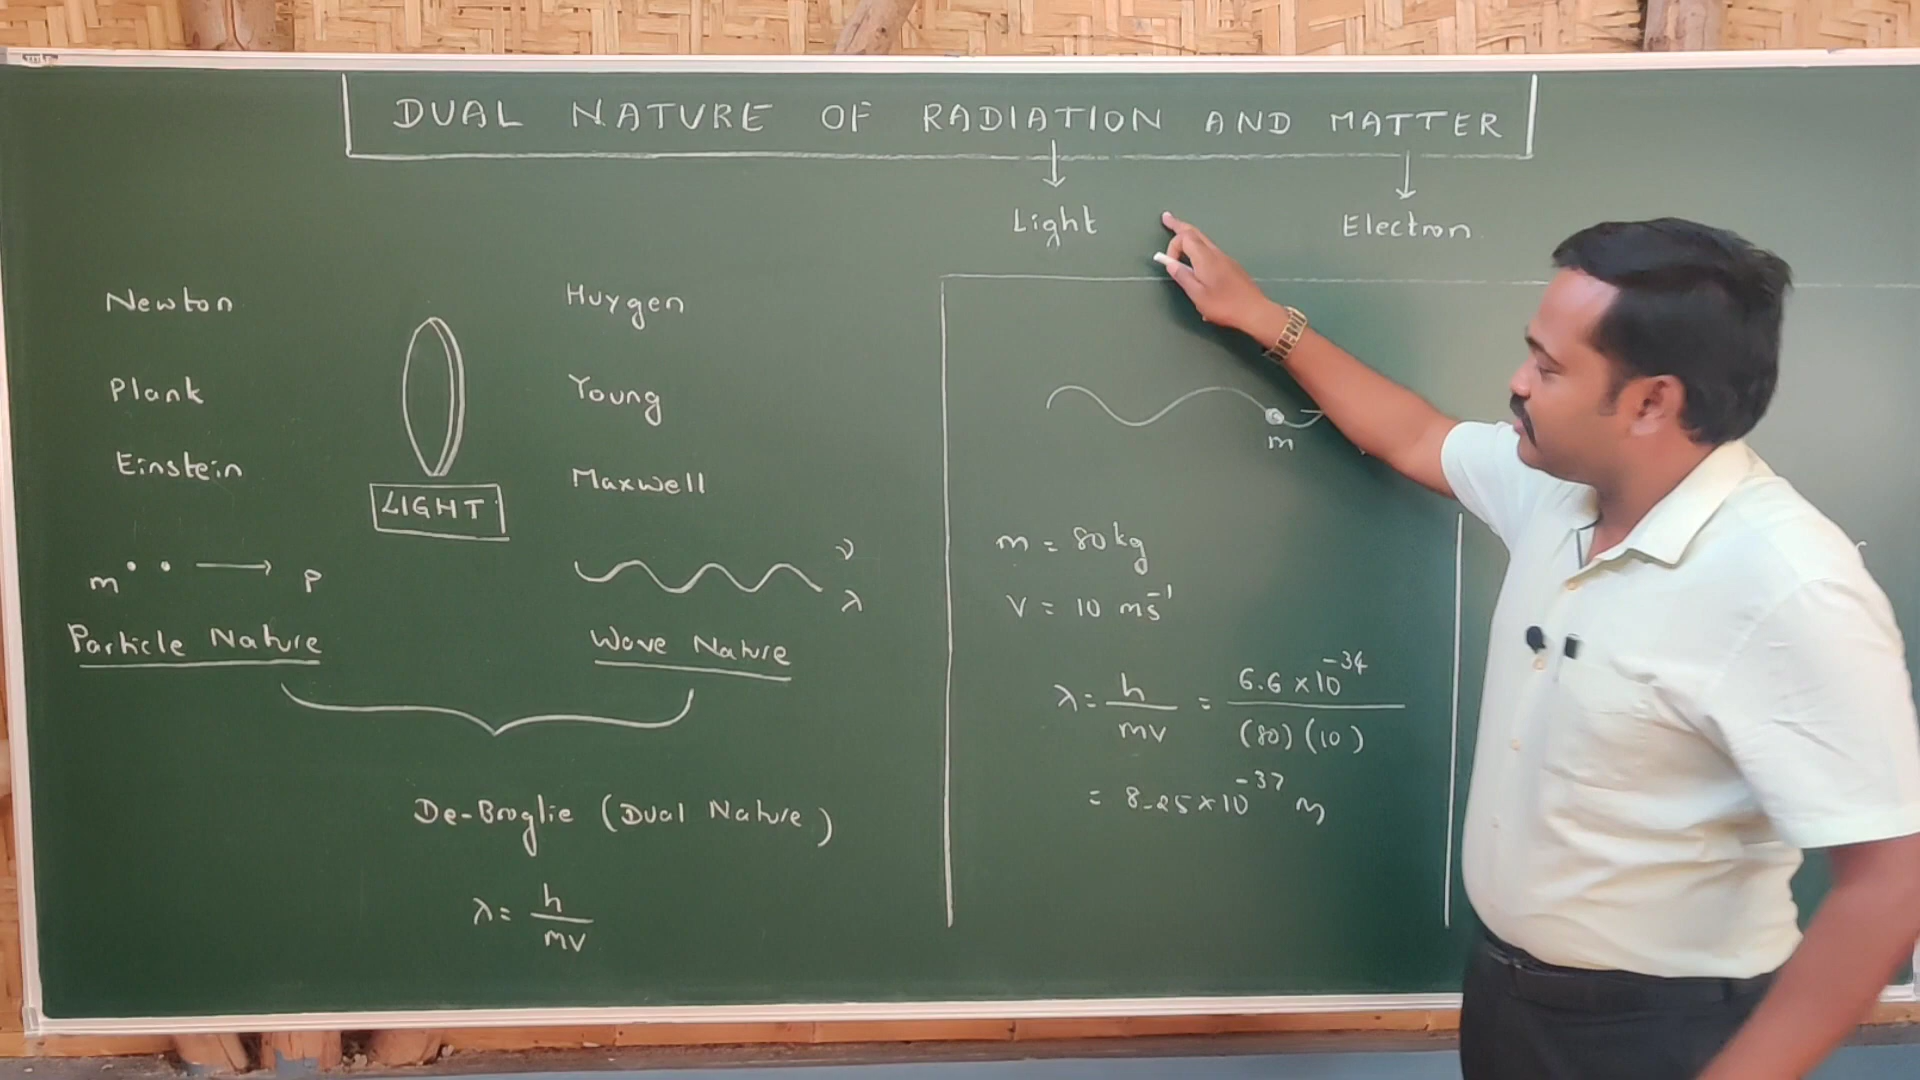 DUAL NATURE OF RADIATION AND MATTER
Light
Electron
Newton
Plank
Einstein
LIGHT
Huygen
Young
Maxwell
m
p
ν
λ
Particle Nature
Wave Nature
De-Broglie (Dual Nature)
λ = h/mv
m
m = 80 kg
v = 10 ms⁻¹
λ = h/mv = 6.6 × 10⁻³⁴/(80)(10)
= 8.25 × 10⁻³⁷ m